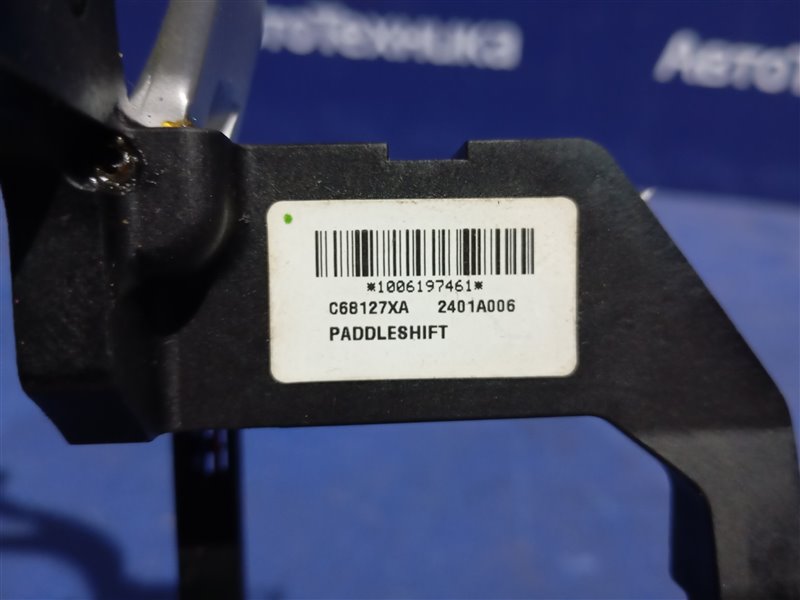 АвтоТехника
АвтоТ
*1006197461*
C68127XA 2401A006
PADDLESHIFT